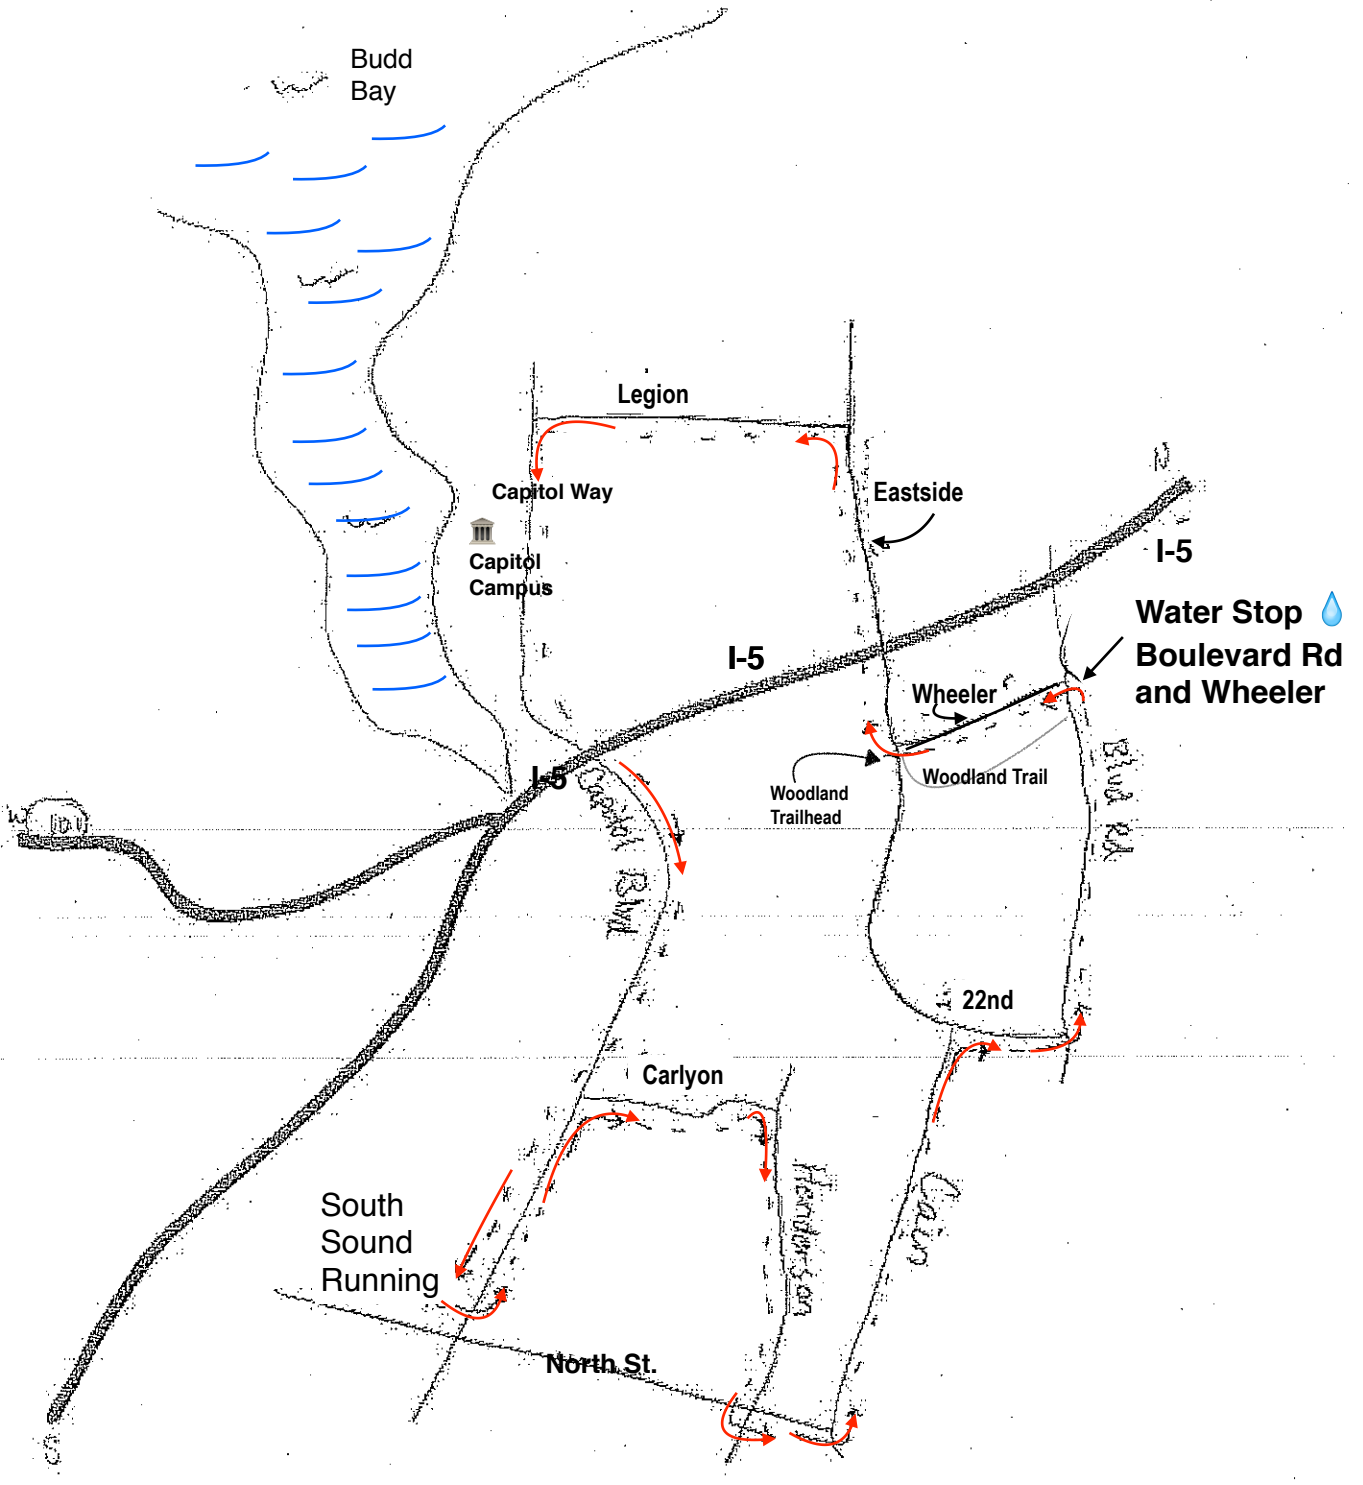 Budd
Bay
Legion
N
Capitol Way
Eastside
I-5
Capitol
Campus
Water Stop 💧
Boulevard Rd
and Wheeler
I-5
Wheeler
I-5
Woodland Trail
Woodland
Trailhead
W
101
Capitol Blvd
Blvd Rd
22nd
Carlyon
Henderson
Cain
South
Sound
Running
North St.
S